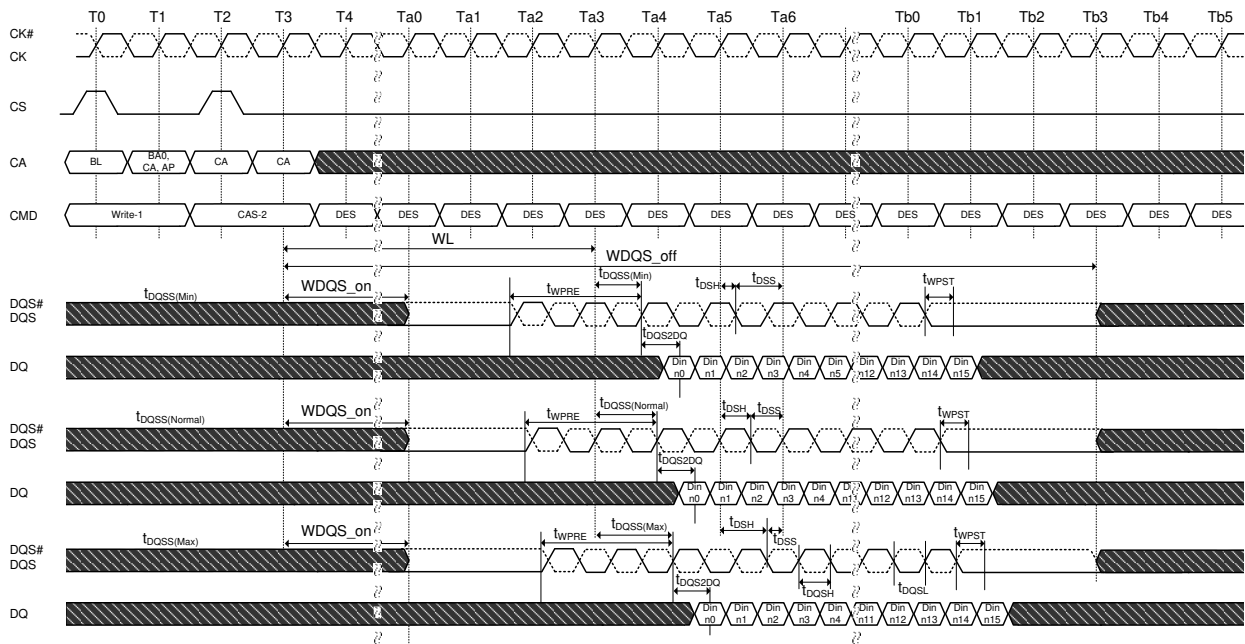 T0 T1 T2 T3 T4 Ta0 Ta1 Ta2 Ta3 Ta4 Ta5 Ta6 Tb0 Tb1 Tb2 Tb3 Tb4 Tb5
CK#
CK
CS
CA
BL
BA0,
CA, AP
CA
CA
CMD
Write-1 CAS-2 DES DES DES DES DES DES DES DES DES DES DES DES DES DES DES
WL
WDQS_off
tDQSS(Min)
WDQS_on
tDQSS(Min)
tWPRE
tDSH
tDSS
tWPST
DQS#
DQS
tDQS2DQ
DQ
Din n0
Din n1
Din n2
Din n3
Din n4
Din n5
Din n12
Din n13
Din n14
Din n15
tDQSS(Normal)
WDQS_on
tWPRE
tDQSS(Normal)
tDSH
tDSS
tWPST
DQS#
DQS
tDQS2DQ
DQ
Din n0
Din n1
Din n2
Din n3
Din n4
Din
Din n12
Din n13
Din n14
Din n15
tDQSS(Max)
WDQS_on
tWPRE
tDQSS(Max)
tDSH
tDSS
tWPST
DQS#
DQS
tDQS2DQ
tDQSH
tDQSL
DQ
Din n0
Din n1
Din n2
Din n3
Din n4
Din n11
Din n12
Din n13
Din n14
Din n15